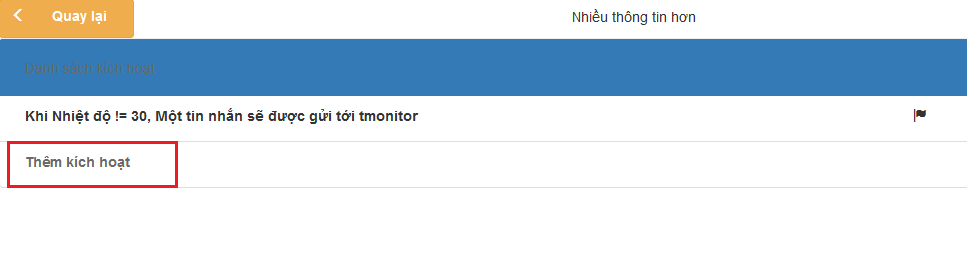 Quay lại
Nhiều thông tin hơn
Danh sách kích hoạt
Khi Nhiệt độ != 30, Một tin nhắn sẽ được gửi tới tmonitor
Thêm kích hoạt